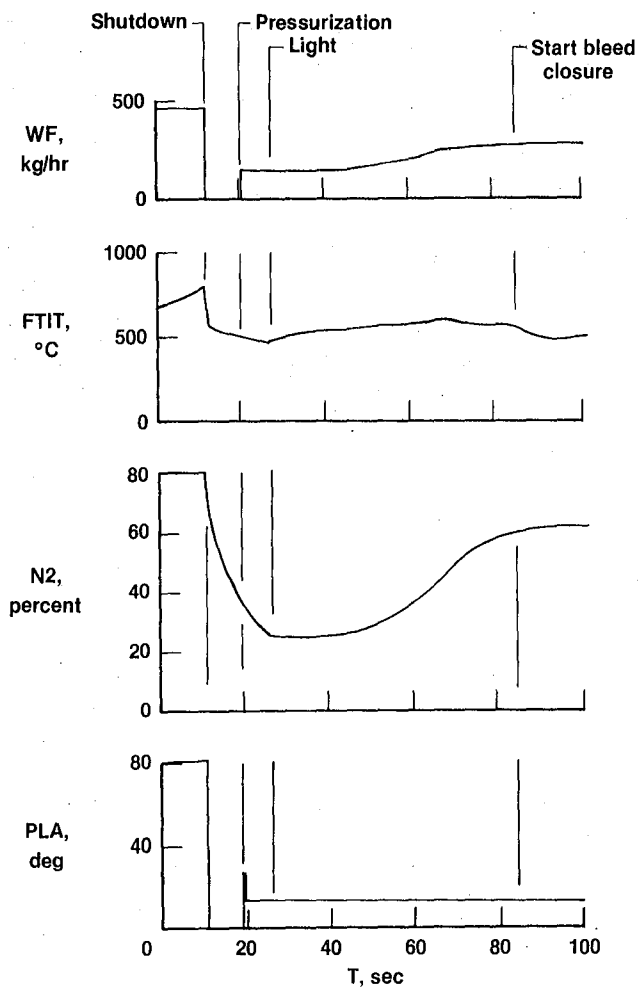 Shutdown
Pressurization
Light
Start bleed
closure
500
WF,
kg/hr
0
1000
FTIT,
°C
500
0
80
60
N2,
percent
40
20
0
80
PLA,
deg
40
0 20 40 60 80 100
T, sec